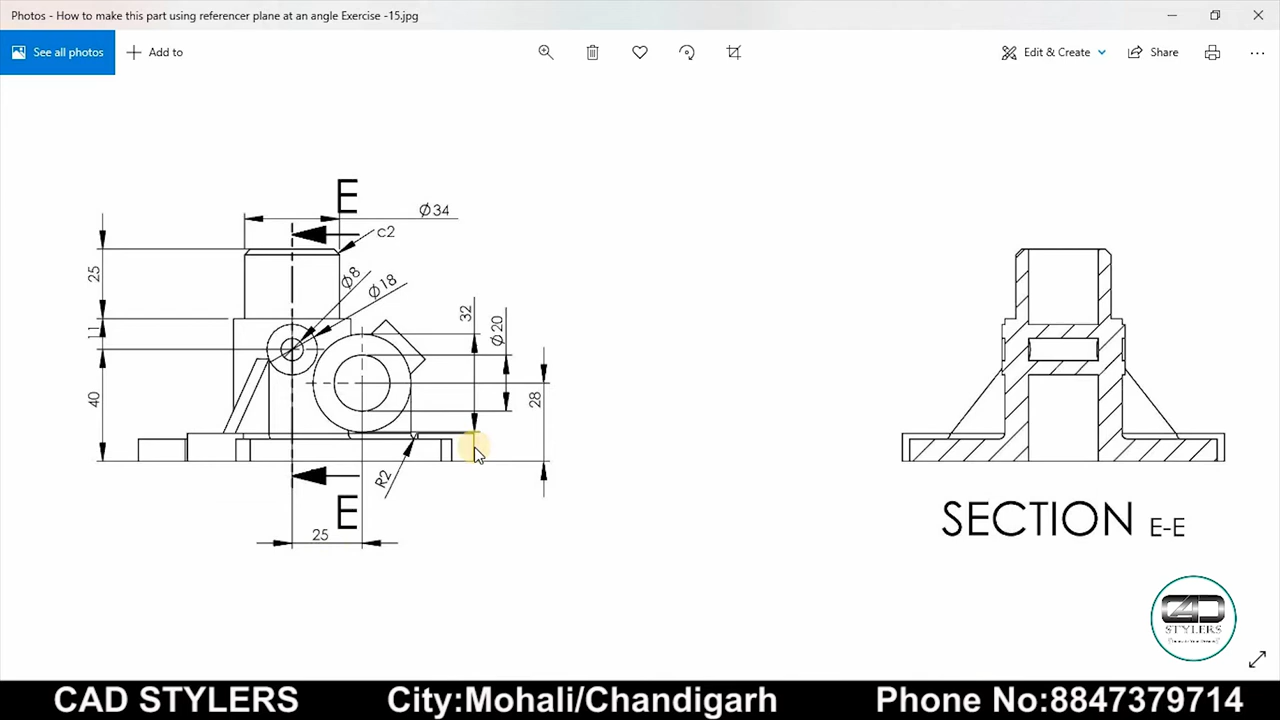 Photos - How to make this part using referencer plane at an angle Exercise -15.jpg
See all photos
Add to
Edit & Create
Share
E
Ø34
c2
25
Ø8
Ø18
11
32
Ø20
40
28
R2
E
25
SECTION E-E
CAD
STYLERS
CAD STYLERS City:Mohali/Chandigarh Phone No:8847379714